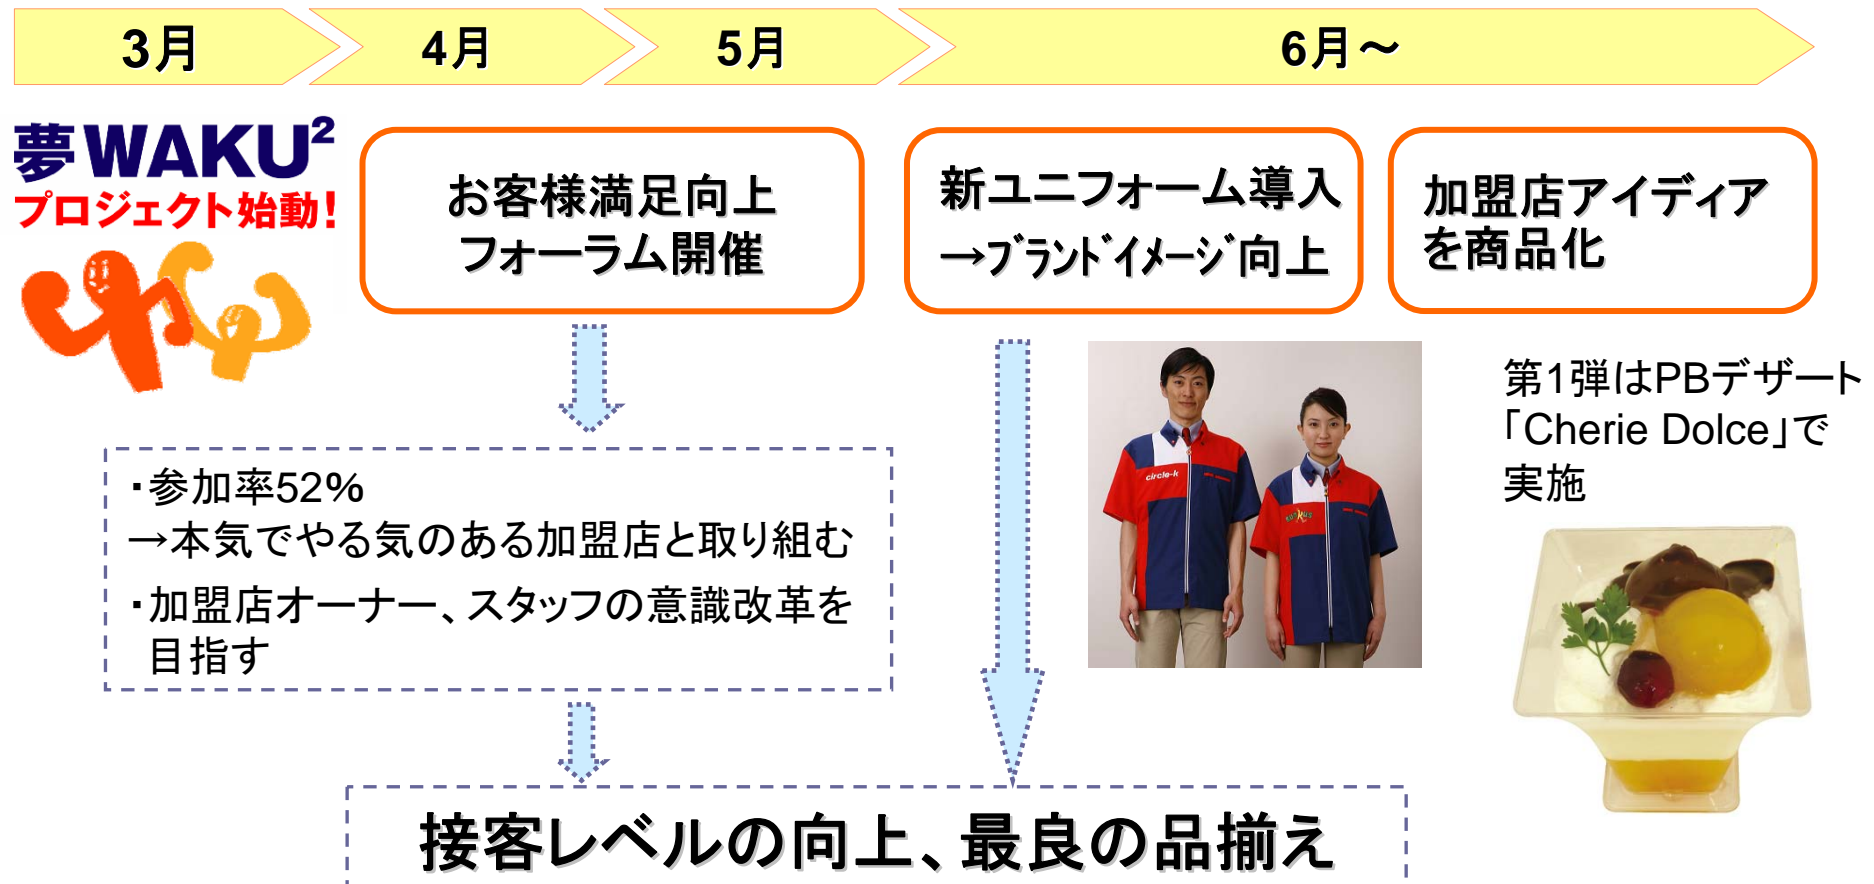 3月
4月
5月
6月～
夢WAKU²
プロジェクト始動！
お客様満足向上
フォーラム開催
新ユニフォーム導入
→ﾌﾞﾗﾝﾄﾞｲﾒｰｼﾞ向上
加盟店アイディア
を商品化
・参加率52%
→本気でやる気のある加盟店と取り組む
・加盟店オーナー、スタッフの意識改革を
目指す
circle-k
sunkus
第1弾はPBデザート
「Cherie Dolce」で
実施
接客レベルの向上、最良の品揃え